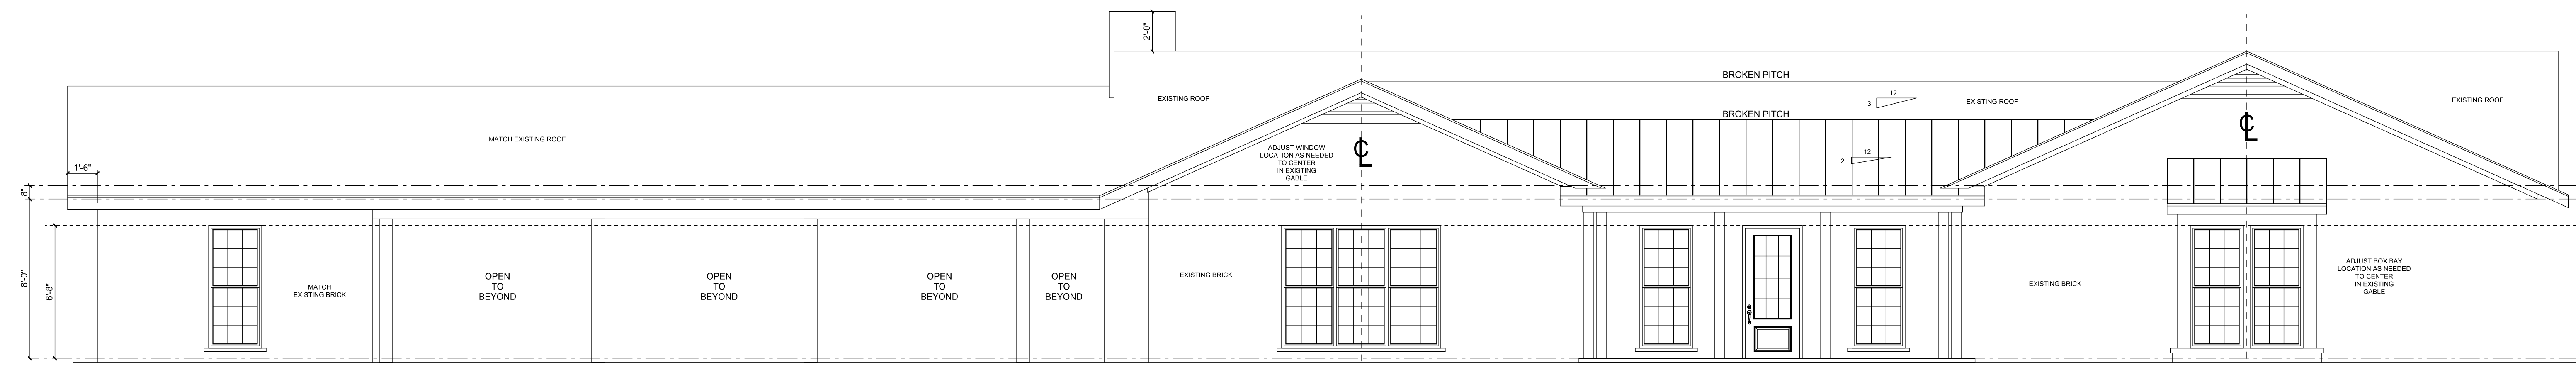 2'-0"
BROKEN PITCH
EXISTING ROOF
12
3
EXISTING ROOF
EXISTING ROOF
BROKEN PITCH
MATCH EXISTING ROOF
ADJUST WINDOW
LOCATION AS NEEDED
TO CENTER
IN EXISTING
GABLE
℄
℄
12
2
1'-6"
8"
8'-0"
6'-8"
MATCH
EXISTING BRICK
OPEN
TO
BEYOND
OPEN
TO
BEYOND
OPEN
TO
BEYOND
OPEN
TO
BEYOND
EXISTING BRICK
EXISTING BRICK
ADJUST BOX BAY
LOCATION AS NEEDED
TO CENTER
IN EXISTING
GABLE